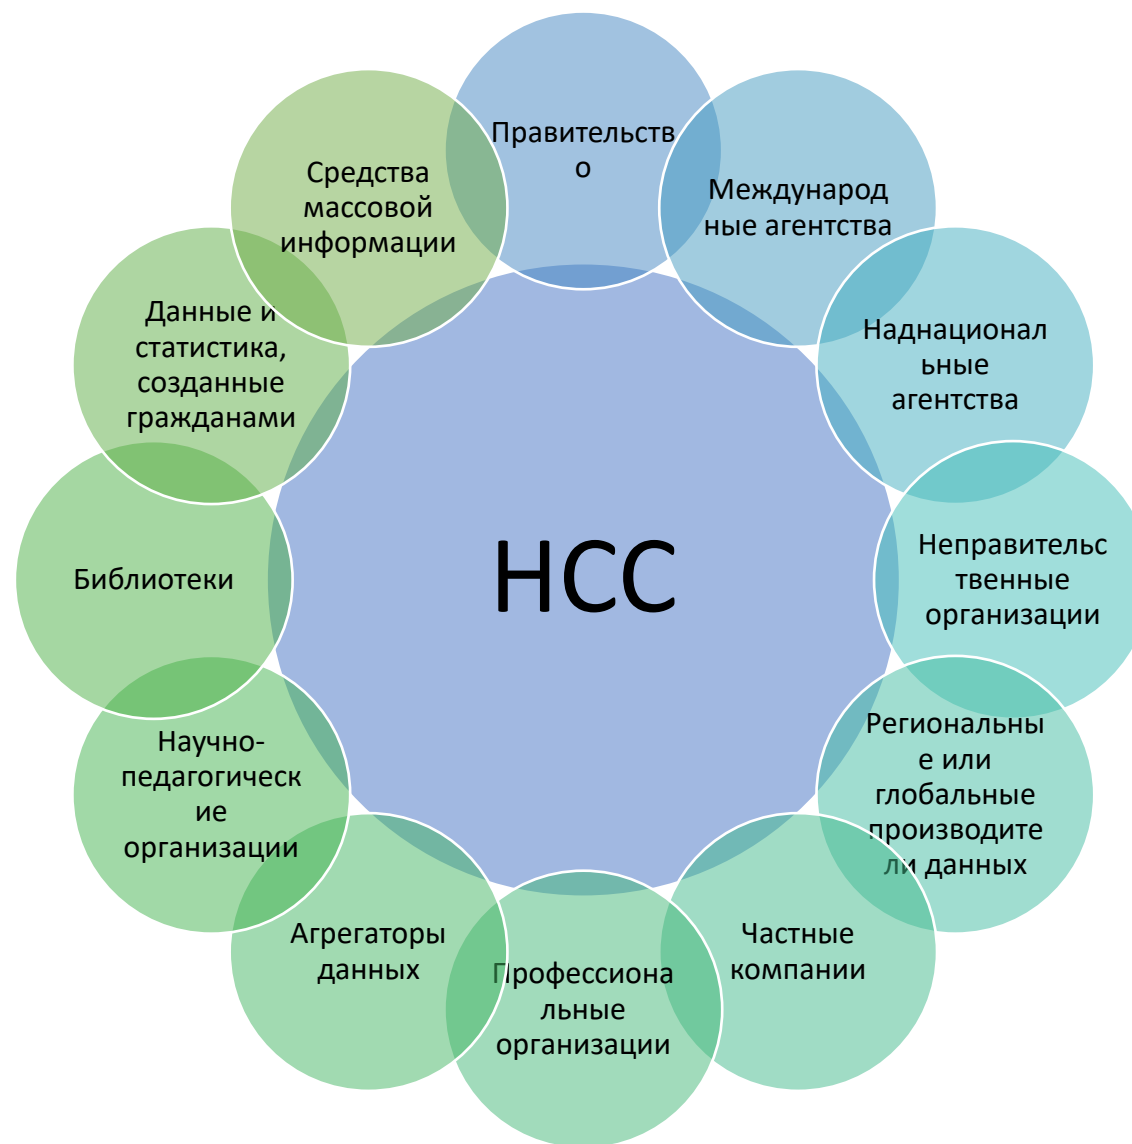 Правительств
о
Международ
ные агентства
Наднационал
ьные
агентства
Неправительс
твенные
организации
Региональны
е или
глобальные
производите
ли данных
Частные
компании
Профессиона
льные
организации
Агрегаторы
данных
Научно-
педагогическ
ие
организации
Библиотеки
Данные и
статистика,
созданные
гражданами
Средства
массовой
информации
НСС